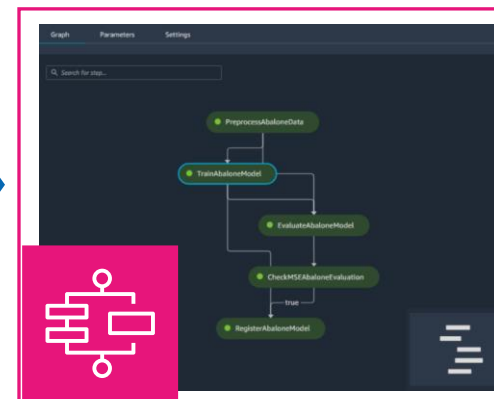 Graph Parameters Settings
Search for step...
PreprocessAbaloneData
TrainAbaloneModel
EvaluateAbaloneModel
CheckMSEAbaloneEvaluation
true
RegisterAbaloneModel